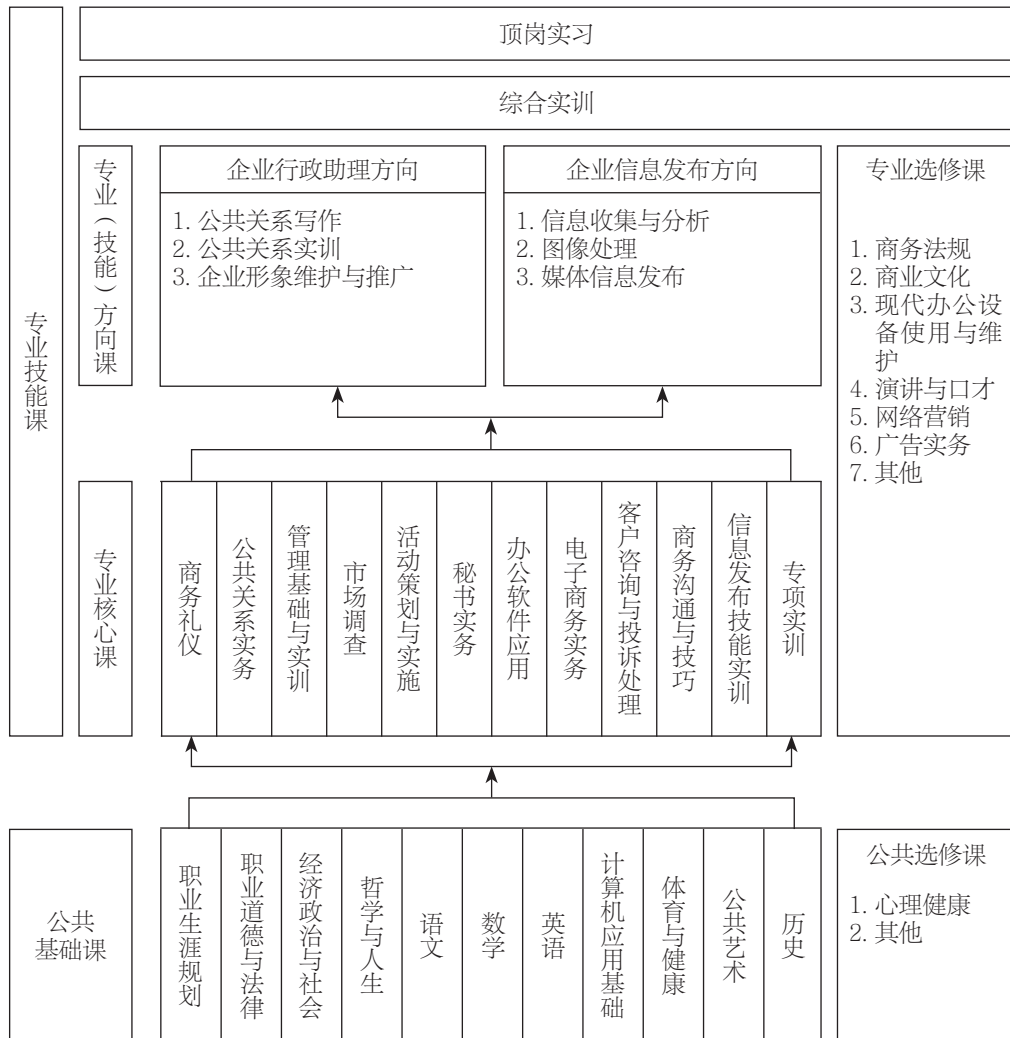 顶岗实习
综合实训
专业技能课
专业（技能）方向课
企业行政助理方向
1. 公共关系写作
2. 公共关系实训
3. 企业形象维护与推广
企业信息发布方向
1. 信息收集与分析
2. 图像处理
3. 媒体信息发布
专业选修课
1. 商务法规
2. 商业文化
3. 现代办公设
备使用与维
护
4. 演讲与口才
5. 网络营销
6. 广告实务
7. 其他
专业核心课
商务礼仪
公共关系实务
管理基础与实训
市场调查
活动策划与实施
秘书实务
办公软件应用
电子商务实务
客户咨询与投诉处理
商务沟通与技巧
信息发布技能实训
专项实训
公共
基础课
职业生涯规划
职业道德与法律
经济政治与社会
哲学与人生
语文
数学
英语
计算机应用基础
体育与健康
公共艺术
历史
公共选修课
1. 心理健康
2. 其他